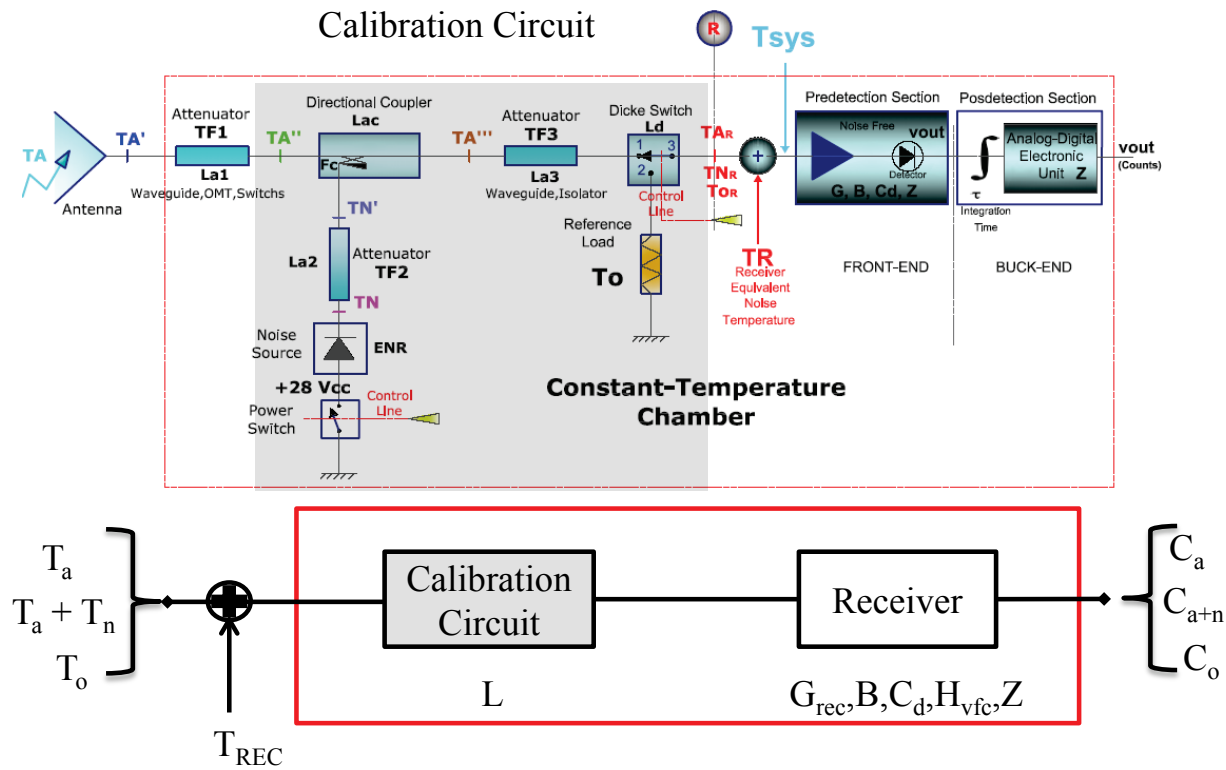 Calibration Circuit
R
Tsys
Attenuator
TF1
La1
Waveguide,OMT,Switchs
TA
TA'
Antenna
TA''
Directional Coupler
Lac
Fc
TA'''
Attenuator
TF3
La3
Waveguide,Isolator
Dicke Switch
Ld
1
3
2
Control Line
TAR
TNR
TOR
+
TR
Receiver
Equivalent
Noise
Temperature
Predetection Section
Noise Free
vout
Detector
G, B, Cd, Z
FRONT-END
Posdetection Section
Analog-Digital
Electronic
Unit Z
τ
Integration
Time
BUCK-END
vout
(Counts)
TN'
La2
Attenuator
TF2
TN
Noise
Source
ENR
+28 Vcc
Power
Switch
Control
Line
Reference
Load
To
Constant-Temperature
Chamber
Ta
Ta + Tn
To
TREC
Calibration
Circuit
L
Receiver
Grec,B,Cd,Hvfc,Z
Ca
Ca+n
Co